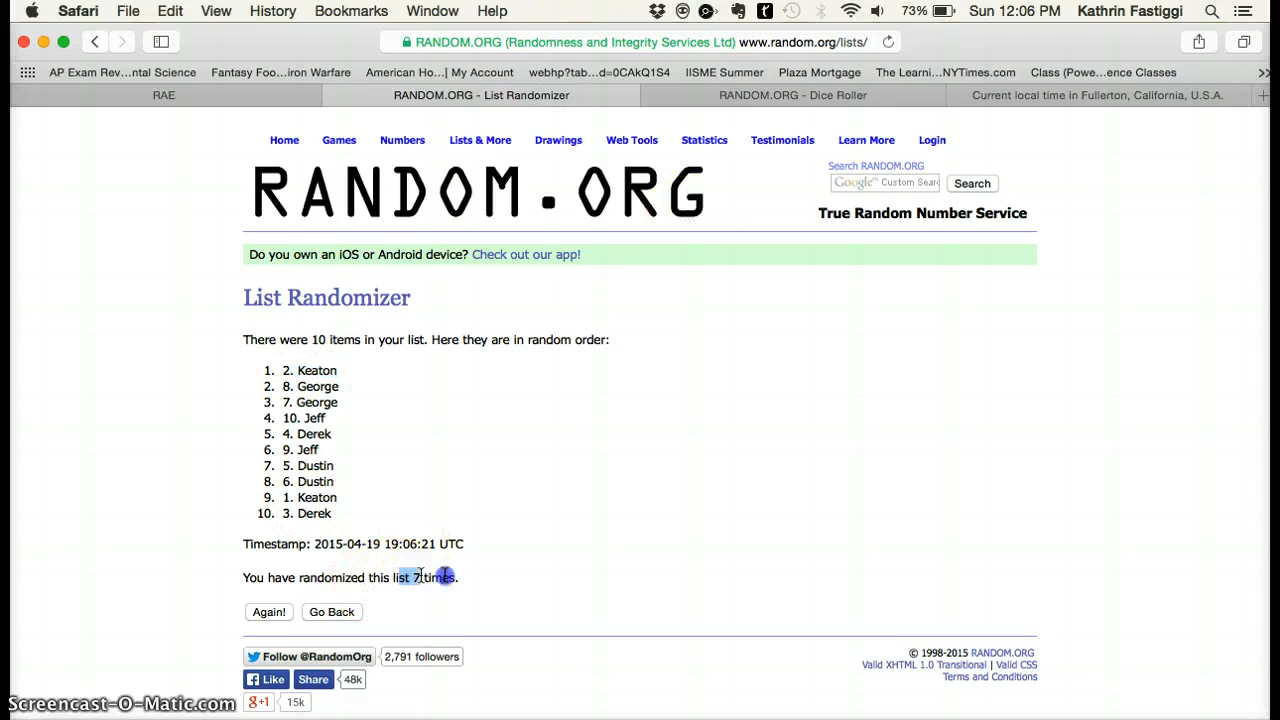 Safari File Edit View History Bookmarks Window Help 73% Sun 12:06 PM Kathrin Fastiggi
RANDOM.ORG (Randomness and Integrity Services Ltd) www.random.org/lists/
AP Exam Rev...ntal Science Fantasy Foo...iron Warfare American Ho...| My Account webhp?tab...d=0CAkQ1S4 IISME Summer Plaza Mortgage The Learni...NYTimes.com Class (Powe...ence Classes >>
RAE RANDOM.ORG - List Randomizer RANDOM.ORG - Dice Roller Current local time in Fullerton, California, U.S.A. +
Home Games Numbers Lists & More Drawings Web Tools Statistics Testimonials Learn More Login
Search RANDOM.ORG
RANDOM.ORG
Google™ Custom Searc Search
True Random Number Service
Do you own an iOS or Android device? Check out our app!
List Randomizer
There were 10 items in your list. Here they are in random order:
1. 2. Keaton
2. 8. George
3. 7. George
4. 10. Jeff
5. 4. Derek
6. 9. Jeff
7. 5. Dustin
8. 6. Dustin
9. 1. Keaton
10. 3. Derek
Timestamp: 2015-04-19 19:06:21 UTC
You have randomized this list 7 times.
Again! Go Back
Follow @RandomOrg 2,791 followers
Like Share 48k
g+1 15k
© 1998-2015 RANDOM.ORG
Valid XHTML 1.0 Transitional | Valid CSS
Terms and Conditions
Screencast-O-Matic.com